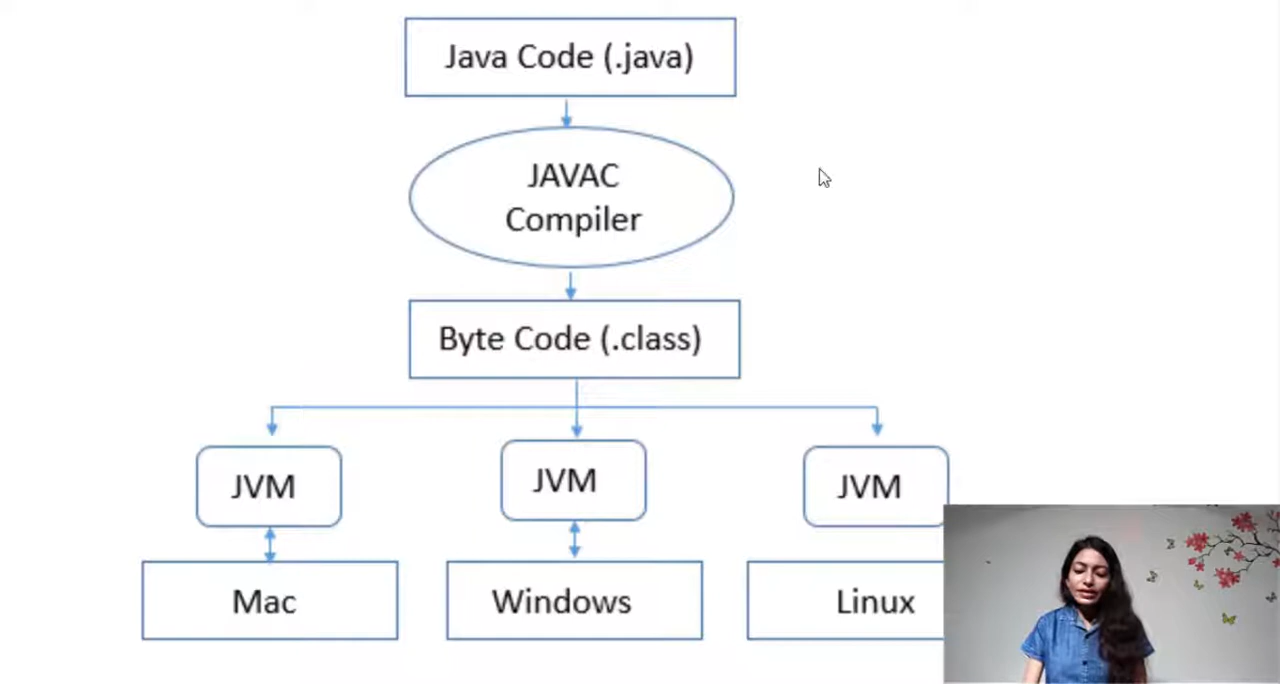 Java Code (.java)
JAVAC
Compiler
Byte Code (.class)
JVM
JVM
JVM
Mac
Windows
Linux